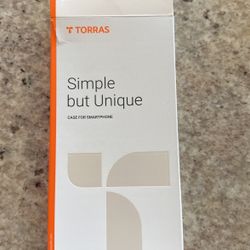 TORRAS
Simple
but Unique
CASE FOR SMARTPHONE